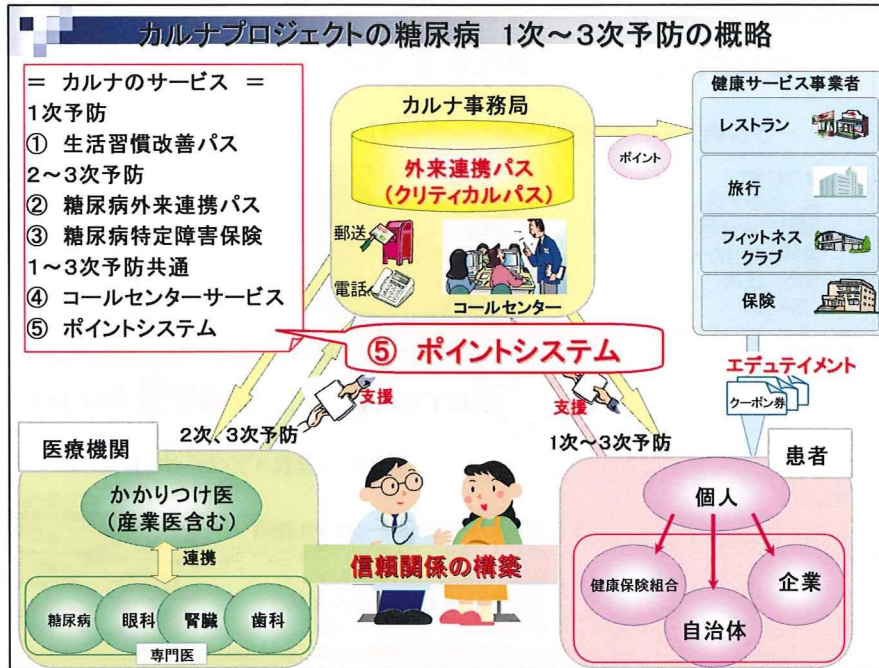 カルナプロジェクトの糖尿病 1次～3次予防の概略
＝ カルナのサービス ＝
1次予防
① 生活習慣改善パス
2～3次予防
② 糖尿病外来連携パス
③ 糖尿病特定障害保険
1～3次予防共通
④ コールセンターサービス
⑤ ポイントシステム
カルナ事務局
外来連携パス
(クリティカルパス)
郵送
電話
コールセンター
ポイント
健康サービス事業者
レストラン
旅行
フィットネス
クラブ
保険
⑤ ポイントシステム
エデュテイメント
クーポン券
支援
支援
2次、3次予防
1次～3次予防
医療機関
かかりつけ医
(産業医含む)
連携
糖尿病
眼科
腎臓
歯科
専門医
信頼関係の構築
患者
個人
健康保険組合
自治体
企業